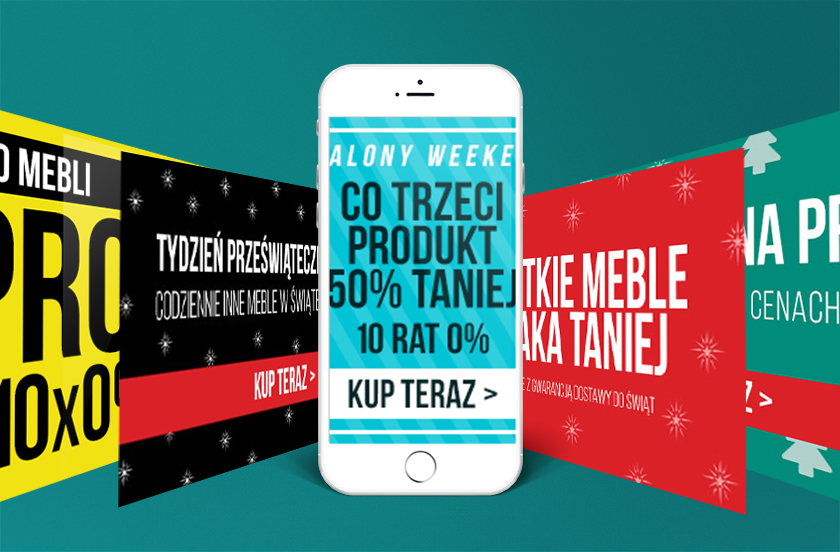 O MEBLI
PRO
10x0%
TYDZIEŃ PRZEŚWIĄTECZ
CODZIENNIE INNE MEBLE W ŚWIĄTE
KUP TERAZ >
ALONY WEEKE
CO TRZECI
PRODUKT
50% TANIEJ
10 RAT 0%
KUP TERAZ >
TKIE MEBLE
AKA TANIEJ
E Z GWARANCJĄ DOSTAWY DO ŚWIĄT
NA PR
CENACH
Z >